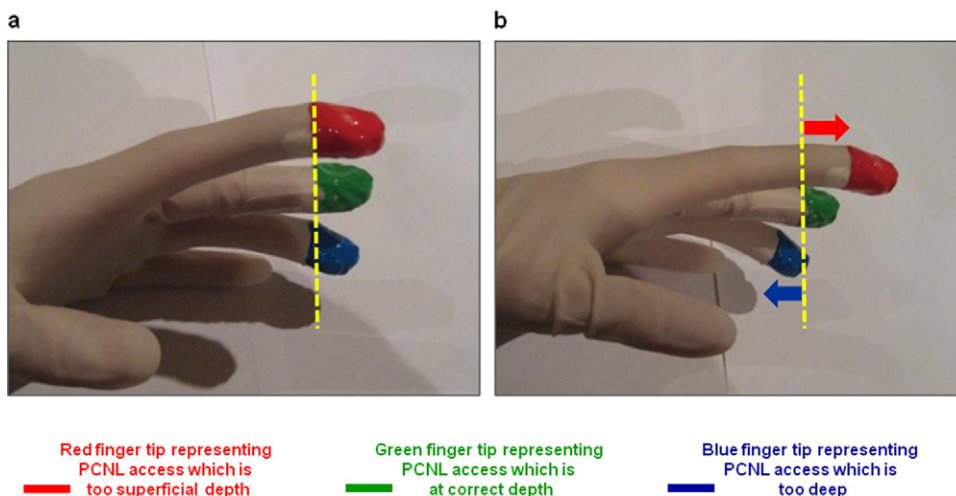 a
b
Red finger tip representing
PCNL access which is
too superficial depth
Green finger tip representing
PCNL access which is
at correct depth
Blue finger tip representing
PCNL access which is
too deep